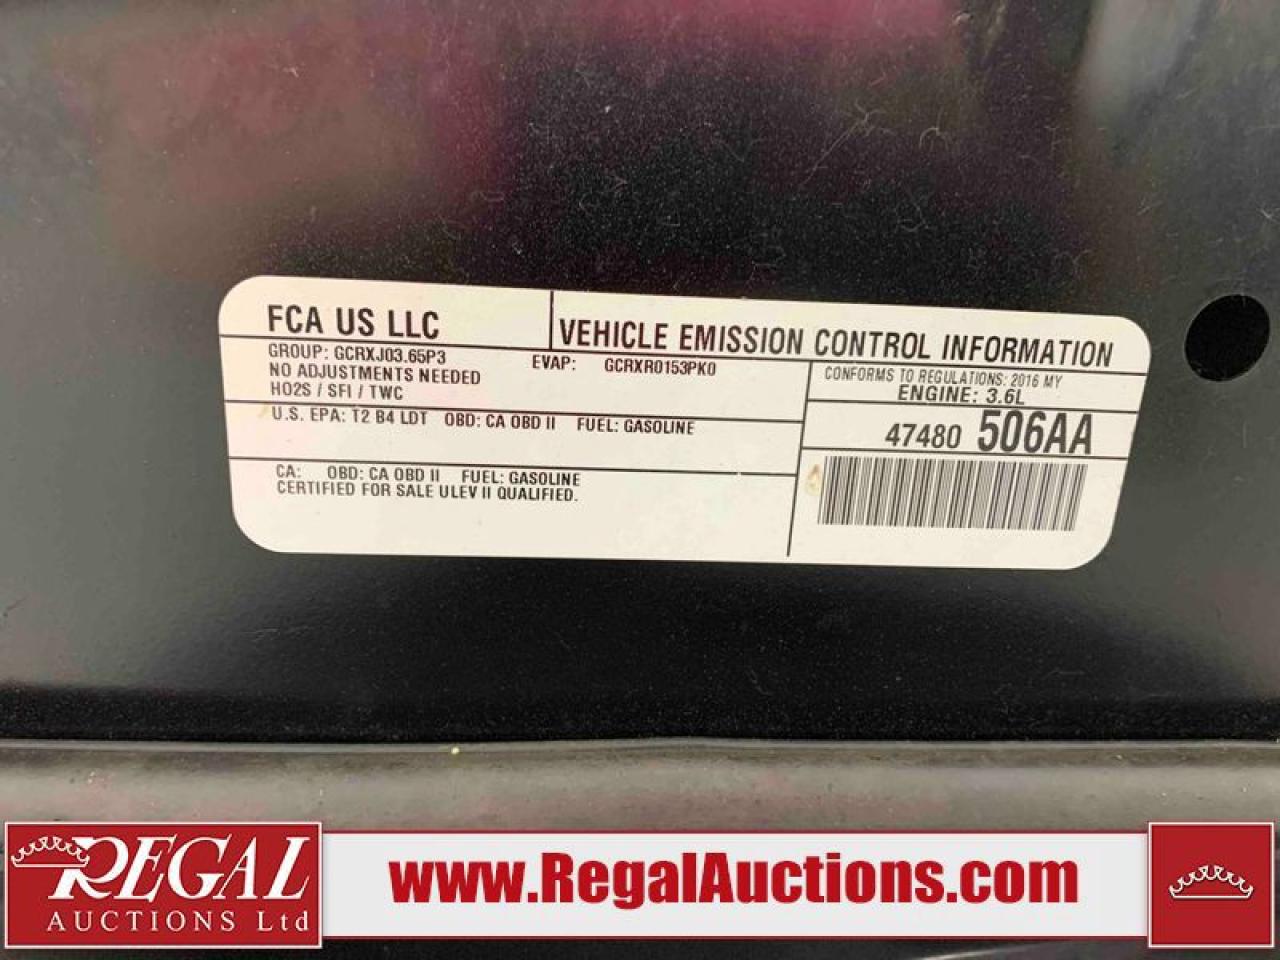 FCA US LLC
VEHICLE EMISSION CONTROL INFORMATION
GROUP: GCRXJ03.65P3 EVAP: GCRXR0153PK0
NO ADJUSTMENTS NEEDED
HO2S / SFI / TWC
CONFORMS TO REGULATIONS: 2016 MY
ENGINE: 3.6L
U.S. EPA: T2 B4 LDT OBD: CA OBD II FUEL: GASOLINE
47480 506AA
CA: OBD: CA OBD II FUEL: GASOLINE
CERTIFIED FOR SALE ULEV II QUALIFIED.
REGAL
AUCTIONS Ltd
www.RegalAuctions.com